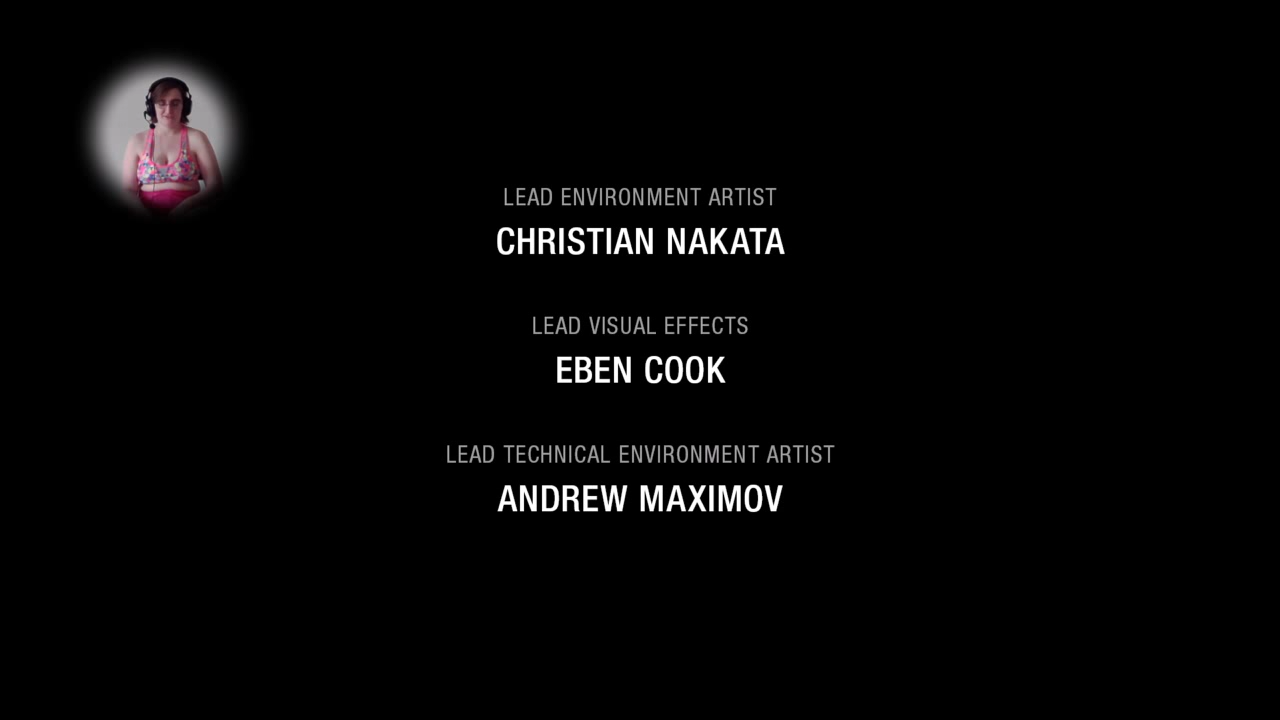 LEAD ENVIRONMENT ARTIST
CHRISTIAN NAKATA
LEAD VISUAL EFFECTS
EBEN COOK
LEAD TECHNICAL ENVIRONMENT ARTIST
ANDREW MAXIMOV